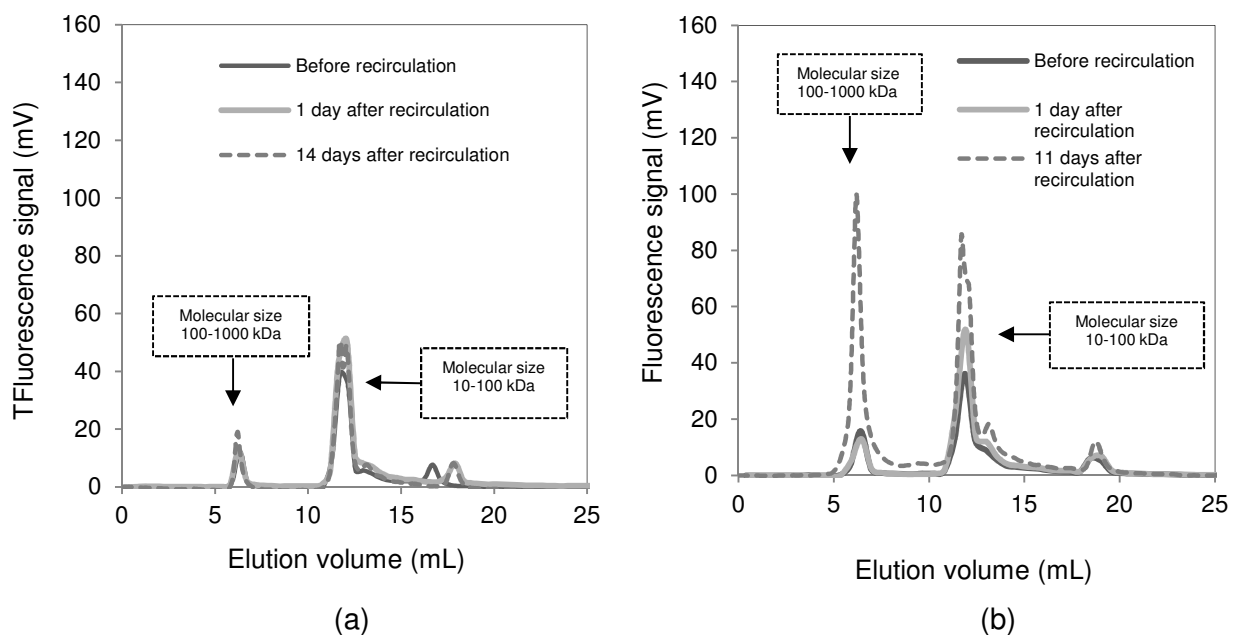 TFluorescence signal (mV)
160
140
120
100
80
60
40
20
0
Before recirculation
1 day after recirculation
14 days after recirculation
Molecular size
100-1000 kDa
Molecular size
10-100 kDa
0 5 10 15 20 25
Elution volume (mL)
(a)
Fluorescence signal (mV)
160
140
120
100
80
60
40
20
0
Molecular size
100-1000 kDa
Before recirculation
1 day after
recirculation
11 days after
recirculation
Molecular size
10-100 kDa
0 5 10 15 20 25
Elution volume (mL)
(b)